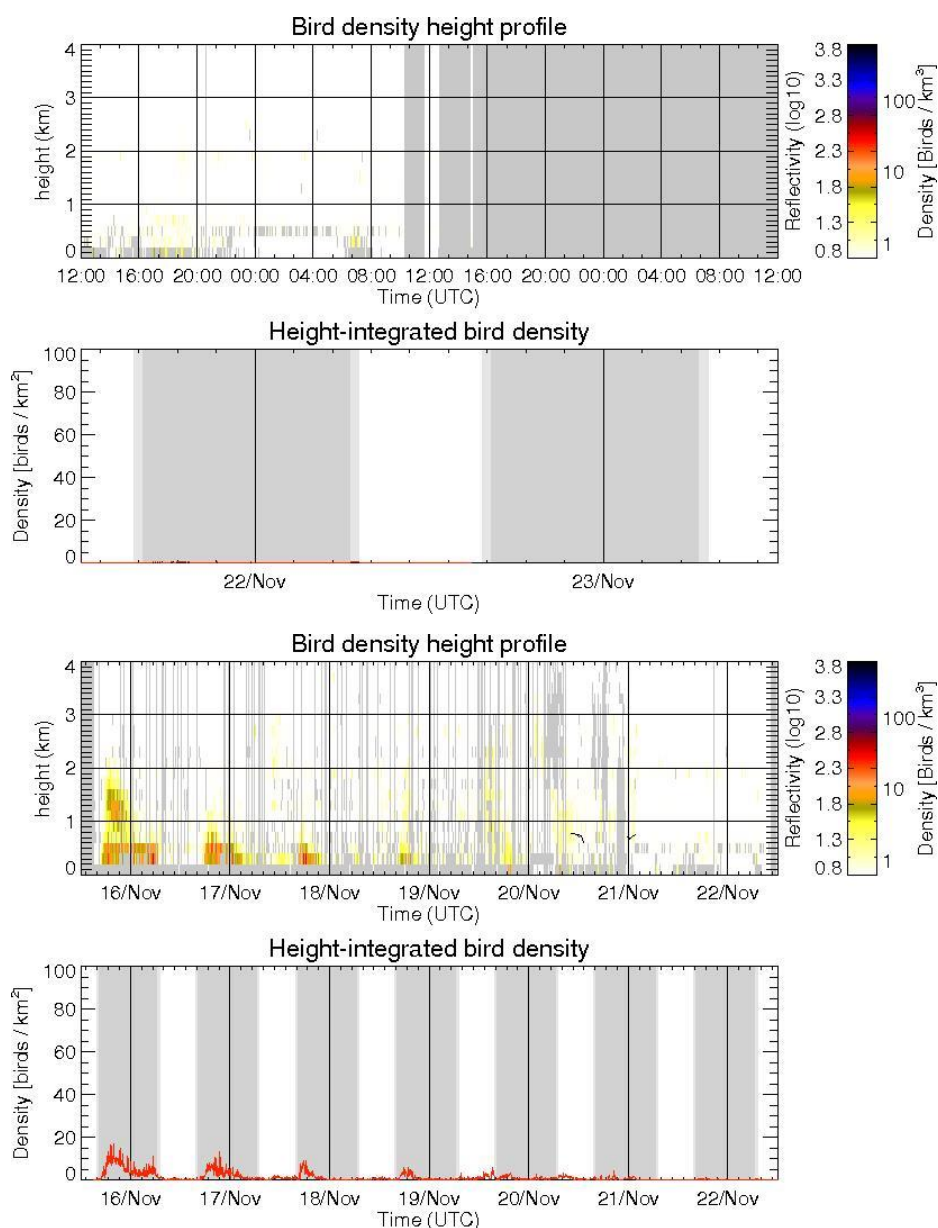 Bird density height profile
4
3
2
1
0
height (km)
12:00 16:00 20:00 00:00 04:00 08:00 12:00 16:00 20:00 00:00 04:00 08:00 12:00
Time (UTC)
3.8
3.3
2.8
2.3
1.8
1.3
0.8
Reflectivity (log10)
100
10
1
Density [Birds / km³]
Height-integrated bird density
100
80
60
40
20
0
Density [birds / km²]
22/Nov 23/Nov
Time (UTC)
Bird density height profile
4
3
2
1
0
height (km)
16/Nov 17/Nov 18/Nov 19/Nov 20/Nov 21/Nov 22/Nov
Time (UTC)
3.8
3.3
2.8
2.3
1.8
1.3
0.8
Reflectivity (log10)
100
10
1
Density [Birds / km³]
Height-integrated bird density
100
80
60
40
20
0
Density [birds / km²]
16/Nov 17/Nov 18/Nov 19/Nov 20/Nov 21/Nov 22/Nov
Time (UTC)